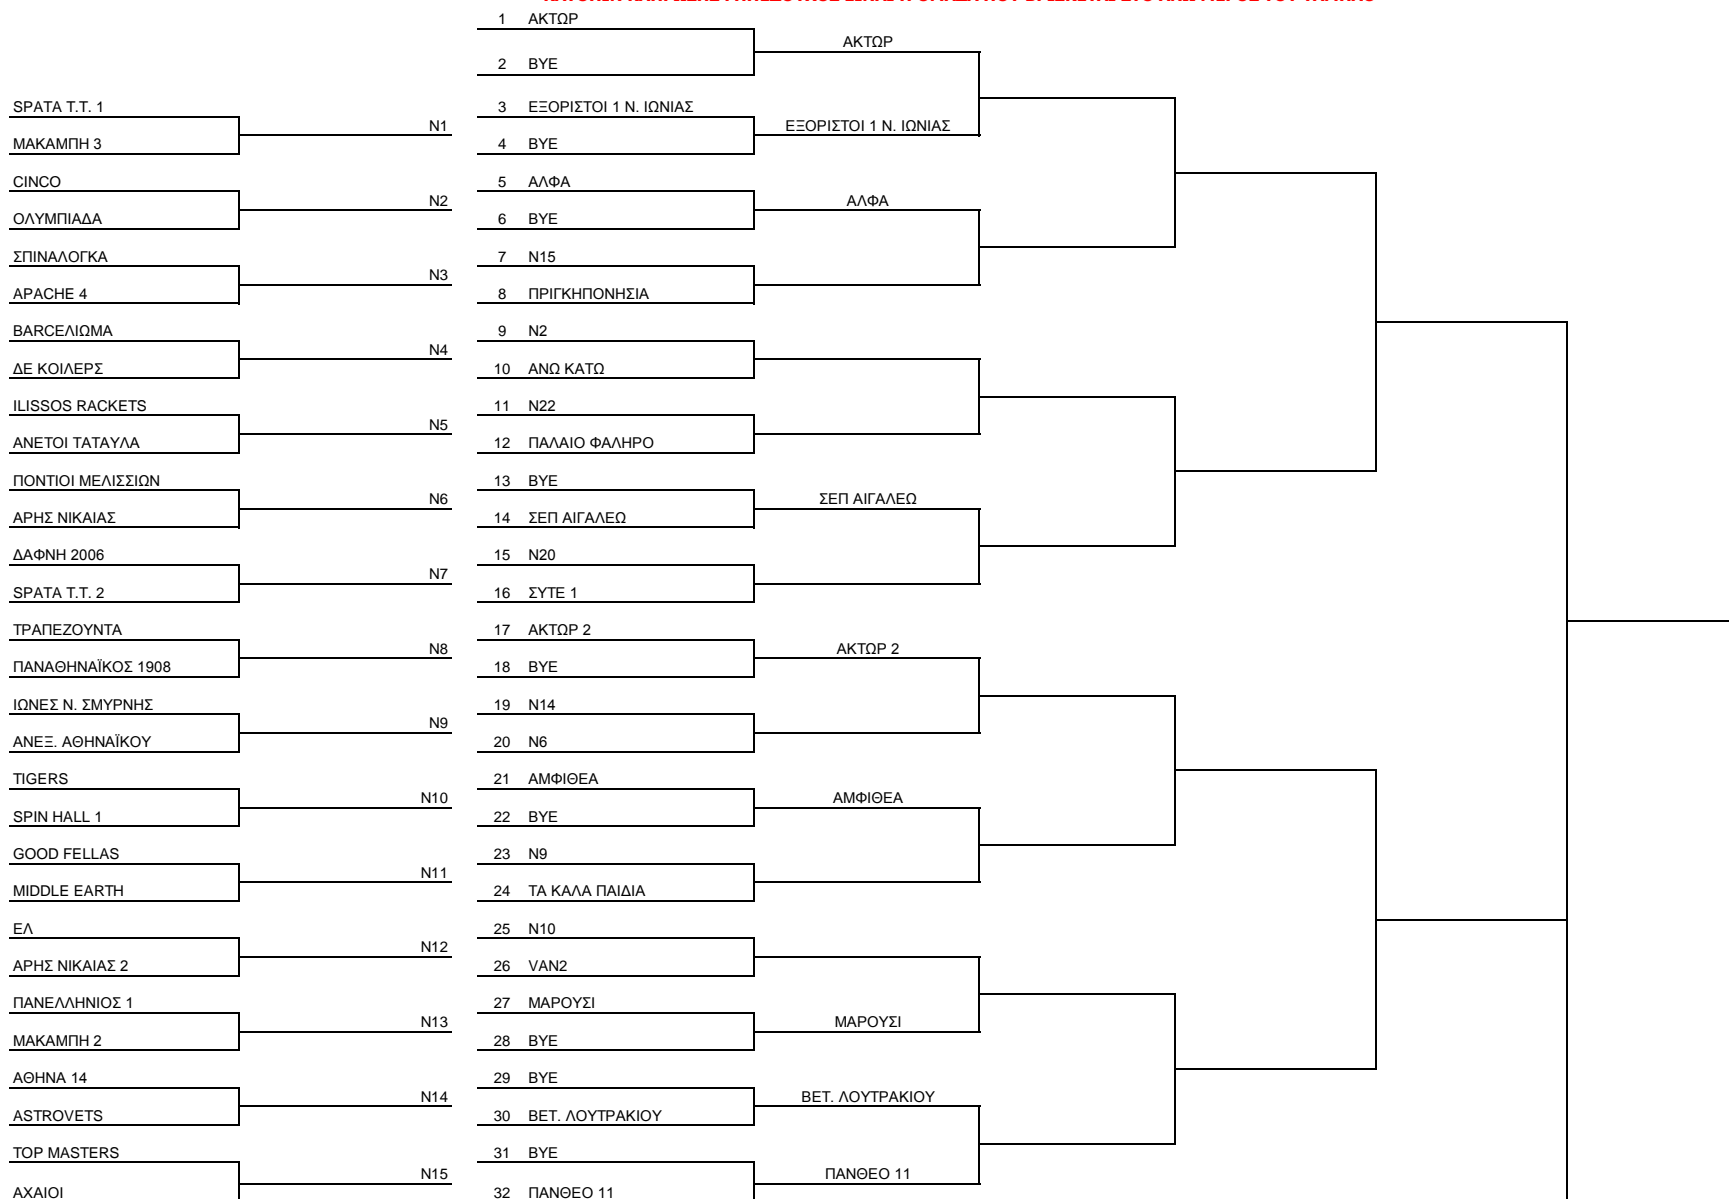 1 ΑΚΤΩΡ
ΑΚΤΩΡ
2 BYE
SPATA T.T. 1
3 ΕΞΟΡΙΣΤΟΙ 1 Ν. ΙΩΝΙΑΣ
N1
ΕΞΟΡΙΣΤΟΙ 1 Ν. ΙΩΝΙΑΣ
ΜΑΚΑΜΠΗ 3
4 BYE
CINCO
5 ΑΛΦΑ
N2
ΑΛΦΑ
ΟΛΥΜΠΙΑΔΑ
6 BYE
ΣΠΙΝΑΛΟΓΚΑ
7 N15
N3
APACHE 4
8 ΠΡΙΓΚΗΠΟΝΗΣΙΑ
BARCEΛΙΩΜΑ
9 N2
N4
ΔΕ ΚΟΙΛΕΡΣ
10 ΑΝΩ ΚΑΤΩ
ILISSOS RACKETS
11 N22
N5
ΑΝΕΤΟΙ ΤΑΤΑΥΛΑ
12 ΠΑΛΑΙΟ ΦΑΛΗΡΟ
ΠΟΝΤΙΟΙ ΜΕΛΙΣΣΙΩΝ
13 BYE
N6
ΣΕΠ ΑΙΓΑΛΕΩ
ΑΡΗΣ ΝΙΚΑΙΑΣ
14 ΣΕΠ ΑΙΓΑΛΕΩ
ΔΑΦΝΗ 2006
15 N20
N7
SPATA T.T. 2
16 ΣΥΤΕ 1
ΤΡΑΠΕΖΟΥΝΤΑ
17 ΑΚΤΩΡ 2
N8
ΑΚΤΩΡ 2
ΠΑΝΑΘΗΝΑΪΚΟΣ 1908
18 BYE
ΙΩΝΕΣ Ν. ΣΜΥΡΝΗΣ
19 N14
N9
ΑΝΕΞ. ΑΘΗΝΑΪΚΟΥ
20 N6
TIGERS
21 ΑΜΦΙΘΕΑ
N10
ΑΜΦΙΘΕΑ
SPIN HALL 1
22 BYE
GOOD FELLAS
23 N9
N11
MIDDLE EARTH
24 ΤΑ ΚΑΛΑ ΠΑΙΔΙΑ
ΕΛ
25 N10
N12
ΑΡΗΣ ΝΙΚΑΙΑΣ 2
26 VAN2
ΠΑΝΕΛΛΗΝΙΟΣ 1
27 ΜΑΡΟΥΣΙ
N13
ΜΑΡΟΥΣΙ
ΜΑΚΑΜΠΗ 2
28 BYE
ΑΘΗΝΑ 14
29 BYE
N14
ΒΕΤ. ΛΟΥΤΡΑΚΙΟΥ
ASTROVETS
30 ΒΕΤ. ΛΟΥΤΡΑΚΙΟΥ
TOP MASTERS
31 BYE
N15
ΠΑΝΘΕΟ 11
ΑΧΑΙΟΙ
32 ΠΑΝΘΕΟ 11